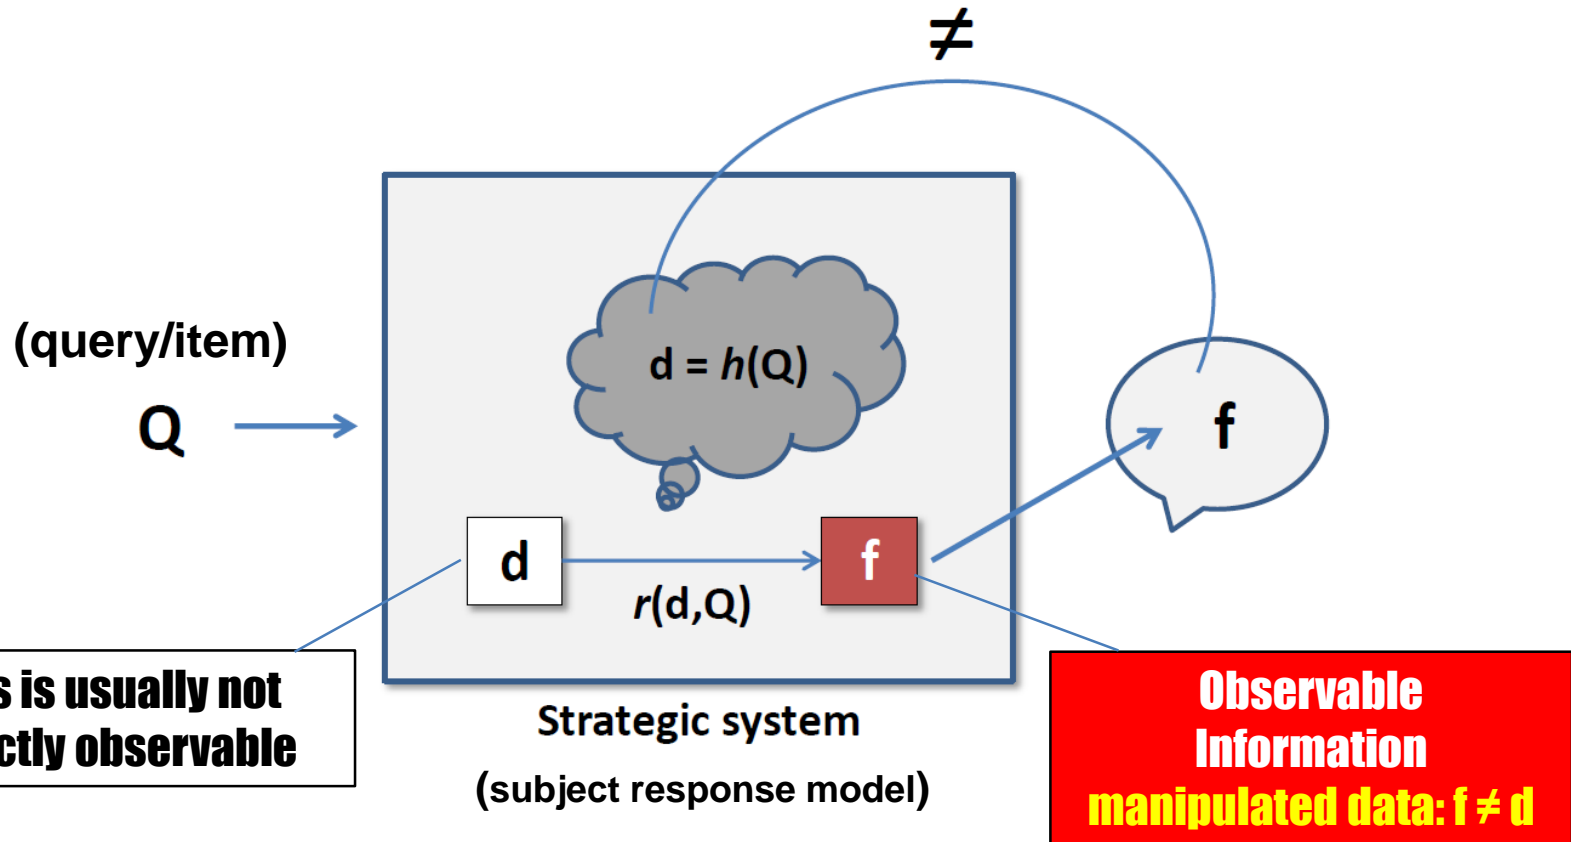 ≠
(query/item)
Q
d = h(Q)
f
d
f
r(d,Q)
s is usually not
ctly observable
Strategic system
(subject response model)
Observable
Information
manipulated data: f ≠ d